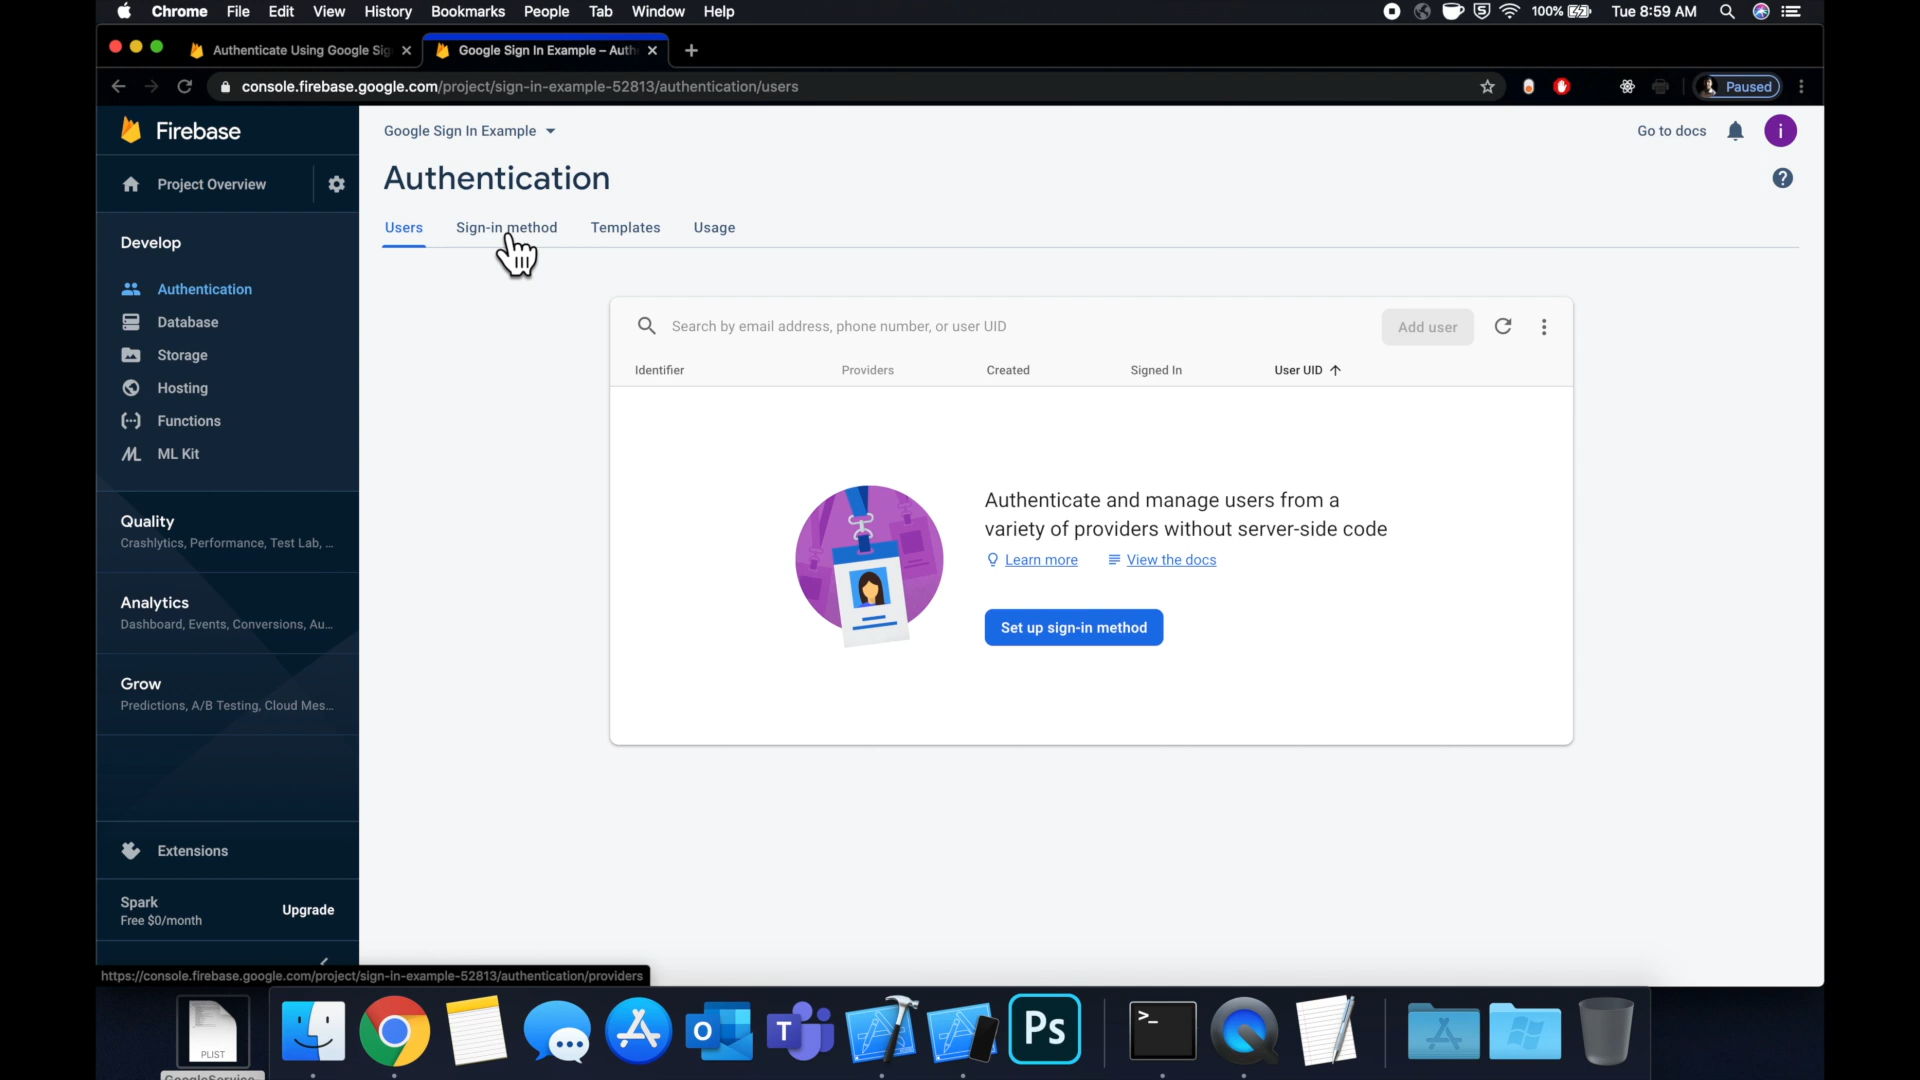 Chrome File Edit View History Bookmarks People Tab Window Help
100% Tue 8:59 AM
Authenticate Using Google Sig
Google Sign In Example – Auth
console.firebase.google.com/project/sign-in-example-52813/authentication/users
Paused
Firebase
Project Overview
Develop
Authentication
Database
Storage
Hosting
Functions
ML Kit
Quality
Crashlytics, Performance, Test Lab, ...
Analytics
Dashboard, Events, Conversions, Au...
Grow
Predictions, A/B Testing, Cloud Mes...
Extensions
Spark
Free $0/month
Upgrade
Google Sign In Example
Go to docs
i
Authentication
?
Users Sign-in method Templates Usage
Search by email address, phone number, or user UID
Add user
Identifier Providers Created Signed In User UID
Authenticate and manage users from a
variety of providers without server-side code
Learn more View the docs
Set up sign-in method
https://console.firebase.google.com/project/sign-in-example-52813/authentication/providers
PLIST
O
T
Ps
>_